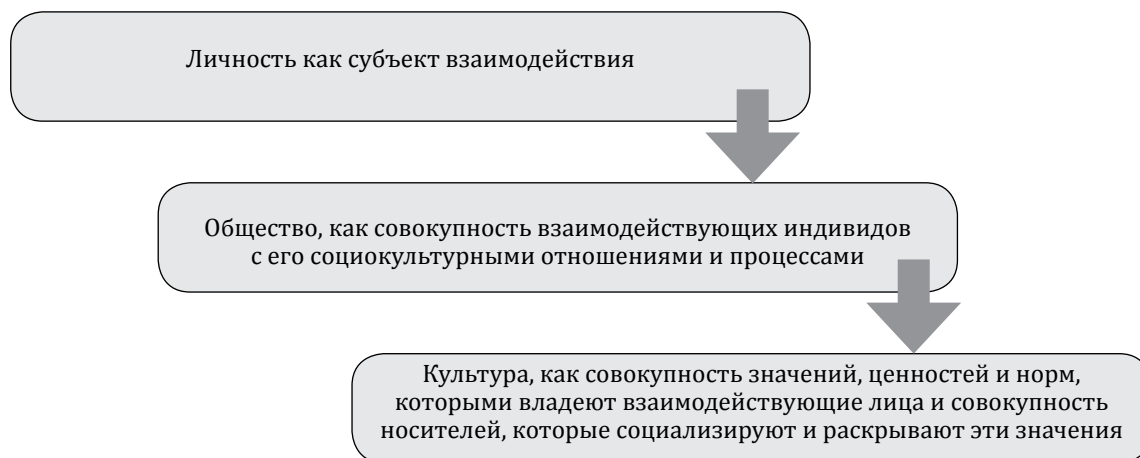 Личность как субъект взаимодействия
Общество, как совокупность взаимодействующих индивидов
с его социокультурными отношениями и процессами
Культура, как совокупность значений, ценностей и норм,
которыми владеют взаимодействующие лица и совокупность
носителей, которые социализируют и раскрывают эти значения